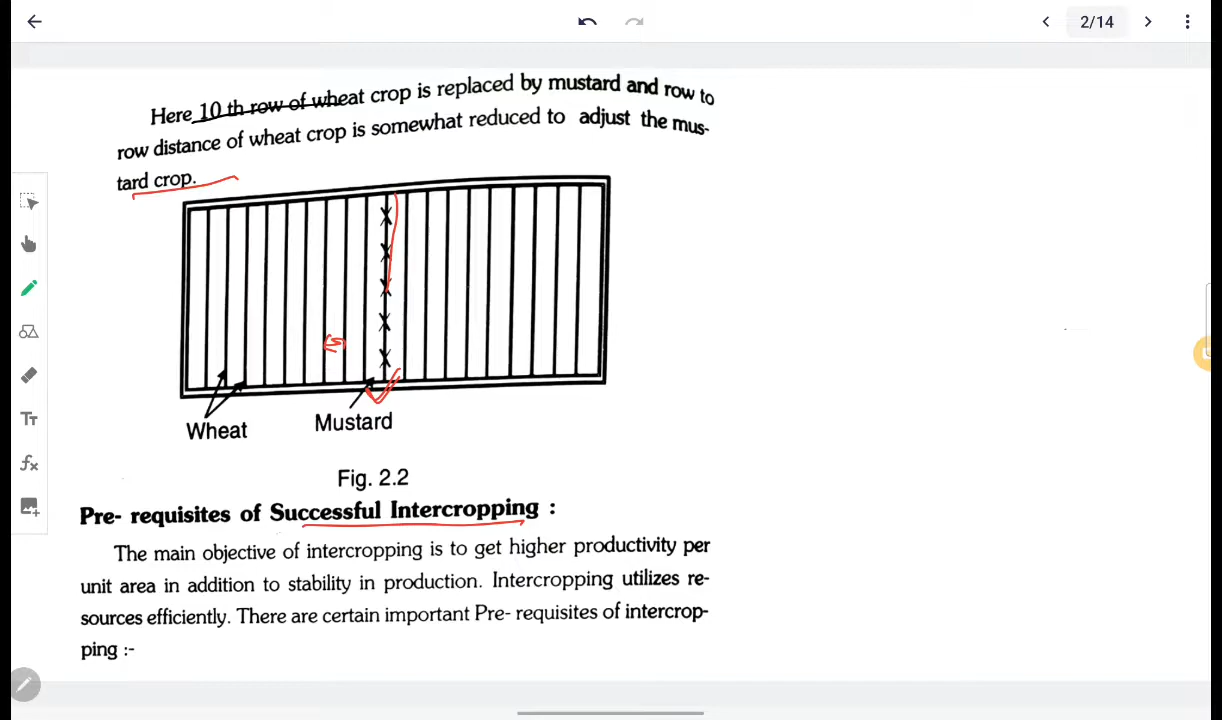 2/14
Here 10 th row of wheat crop is replaced by mustard and row to
row distance of wheat crop is somewhat reduced to adjust the mus-
tard crop.
Wheat
Mustard
Fig. 2.2
Pre- requisites of Successful Intercropping :
The main objective of intercropping is to get higher productivity per
unit area in addition to stability in production. Intercropping utilizes re-
sources efficiently. There are certain important Pre- requisites of intercrop-
ping :-
Tт
fx